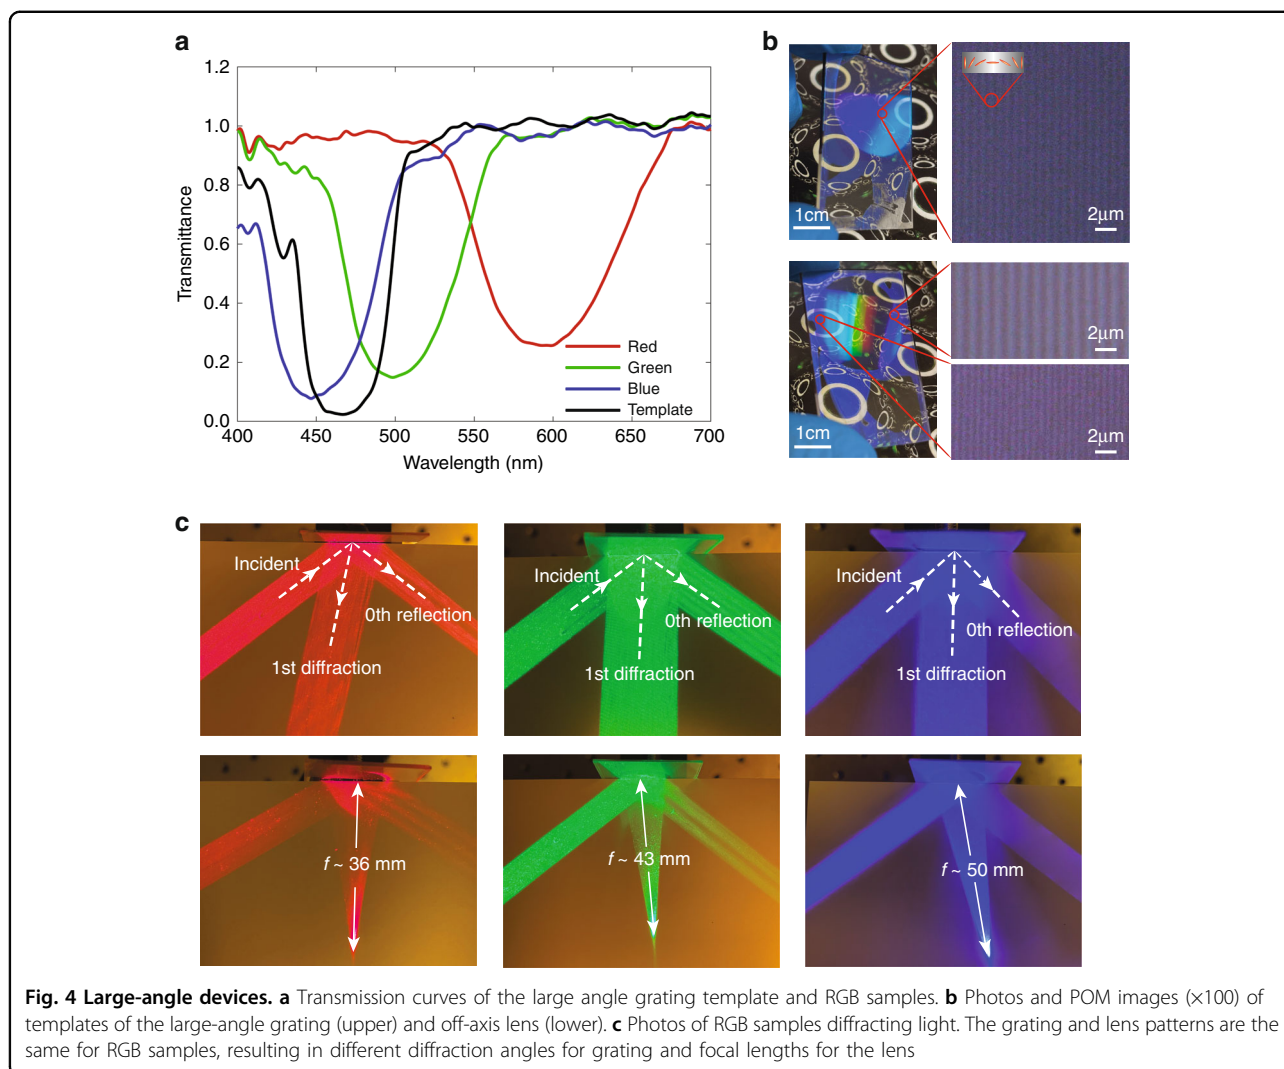 a
1.2
1.0
0.8
0.6
0.4
0.2
0.0
Transmittance
400
450
500
550
600
650
700
Wavelength (nm)
Red
Green
Blue
Template
b
1cm
2μm
1cm
2μm
2μm
c
Incident
0th reflection
1st diffraction
Incident
0th reflection
1st diffraction
Incident
0th reflection
1st diffraction
f ~ 36 mm
f ~ 43 mm
f ~ 50 mm
Fig. 4 Large-angle devices. a Transmission curves of the large angle grating template and RGB samples. b Photos and POM images (×100) of
templates of the large-angle grating (upper) and off-axis lens (lower). c Photos of RGB samples diffracting light. The grating and lens patterns are the
same for RGB samples, resulting in different diffraction angles for grating and focal lengths for the lens